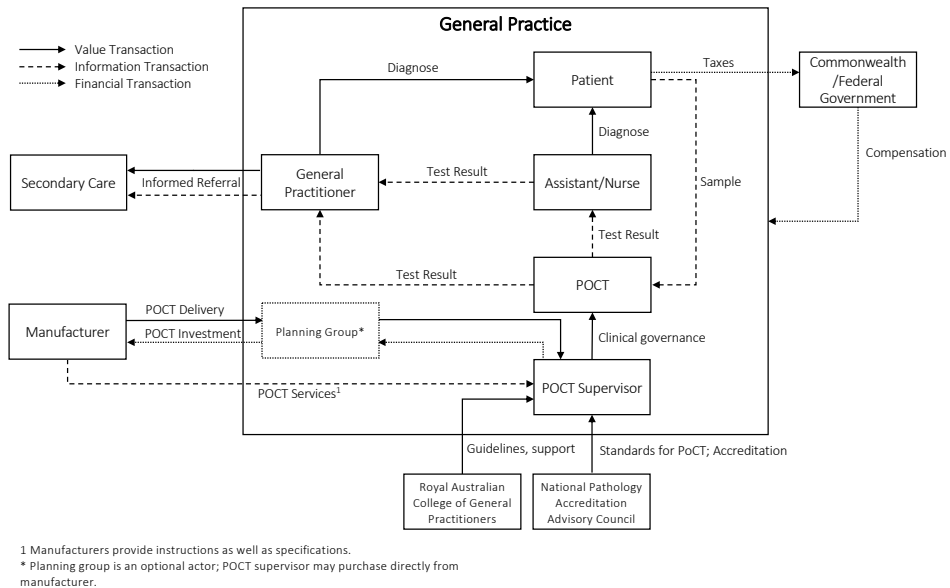 General Practice
Value Transaction
Information Transaction
Financial Transaction
Diagnose
Patient
Taxes
Commonwealth
/Federal
Government
Diagnose
Compensation
Secondary Care
Informed Referral
General
Practitioner
Test Result
Assistant/Nurse
Sample
Test Result
Test Result
POCT
Manufacturer
POCT Delivery
POCT Investment
Planning Group*
Clinical governance
POCT Services1
POCT Supervisor
Guidelines, support
Standards for PoCT; Accreditation
Royal Australian
College of General
Practitioners
National Pathology
Accreditation
Advisory Council
1 Manufacturers provide instructions as well as specifications.
* Planning group is an optional actor; POCT supervisor may purchase directly from
manufacturer.